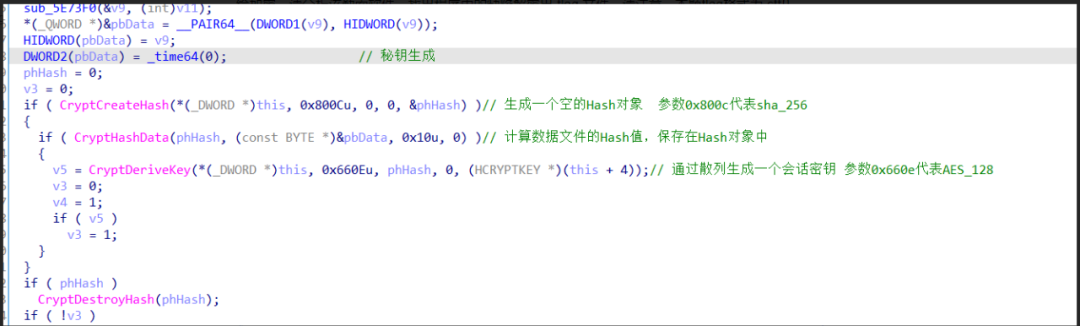 sub_5E73F0(&v9, (int)v11);
*(_QWORD *)&pbData = __PAIR64__(DWORD1(v9), HIDWORD(v9));
HIDWORD(pbData) = v9;
DWORD2(pbData) = _time64(0); // 秘钥生成
phHash = 0;
v3 = 0;
if ( CryptCreateHash(*(_DWORD *)this, 0x800Cu, 0, 0, &phHash) )// 生成一个空的Hash对象 参数0x800c代表sha_256
{
if ( CryptHashData(phHash, (const BYTE *)&pbData, 0x10u, 0) )// 计算数据文件的Hash值，保存在Hash对象中
{
v5 = CryptDeriveKey(*(_DWORD *)this, 0x660Eu, phHash, 0, (HCRYPTKEY *)(this + 4));// 通过散列生成一个会话密钥 参数0x660e代表AES_128
v3 = 0;
v4 = 1;
if ( v5 )
v3 = 1;
}
}
if ( phHash )
CryptDestroyHash(phHash);
if ( !v3 )